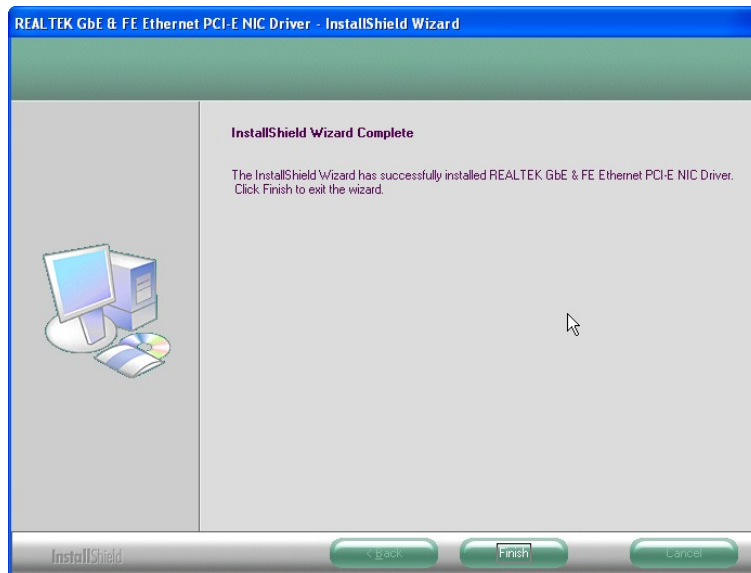 REALTEK GbE & FE Ethernet PCI-E NIC Driver - InstallShield Wizard
InstallShield Wizard Complete
The InstallShield Wizard has successfully installed REALTEK GbE & FE Ethernet PCI-E NIC Driver.
Click Finish to exit the wizard.
InstallShield
< Back
Finish
Cancel